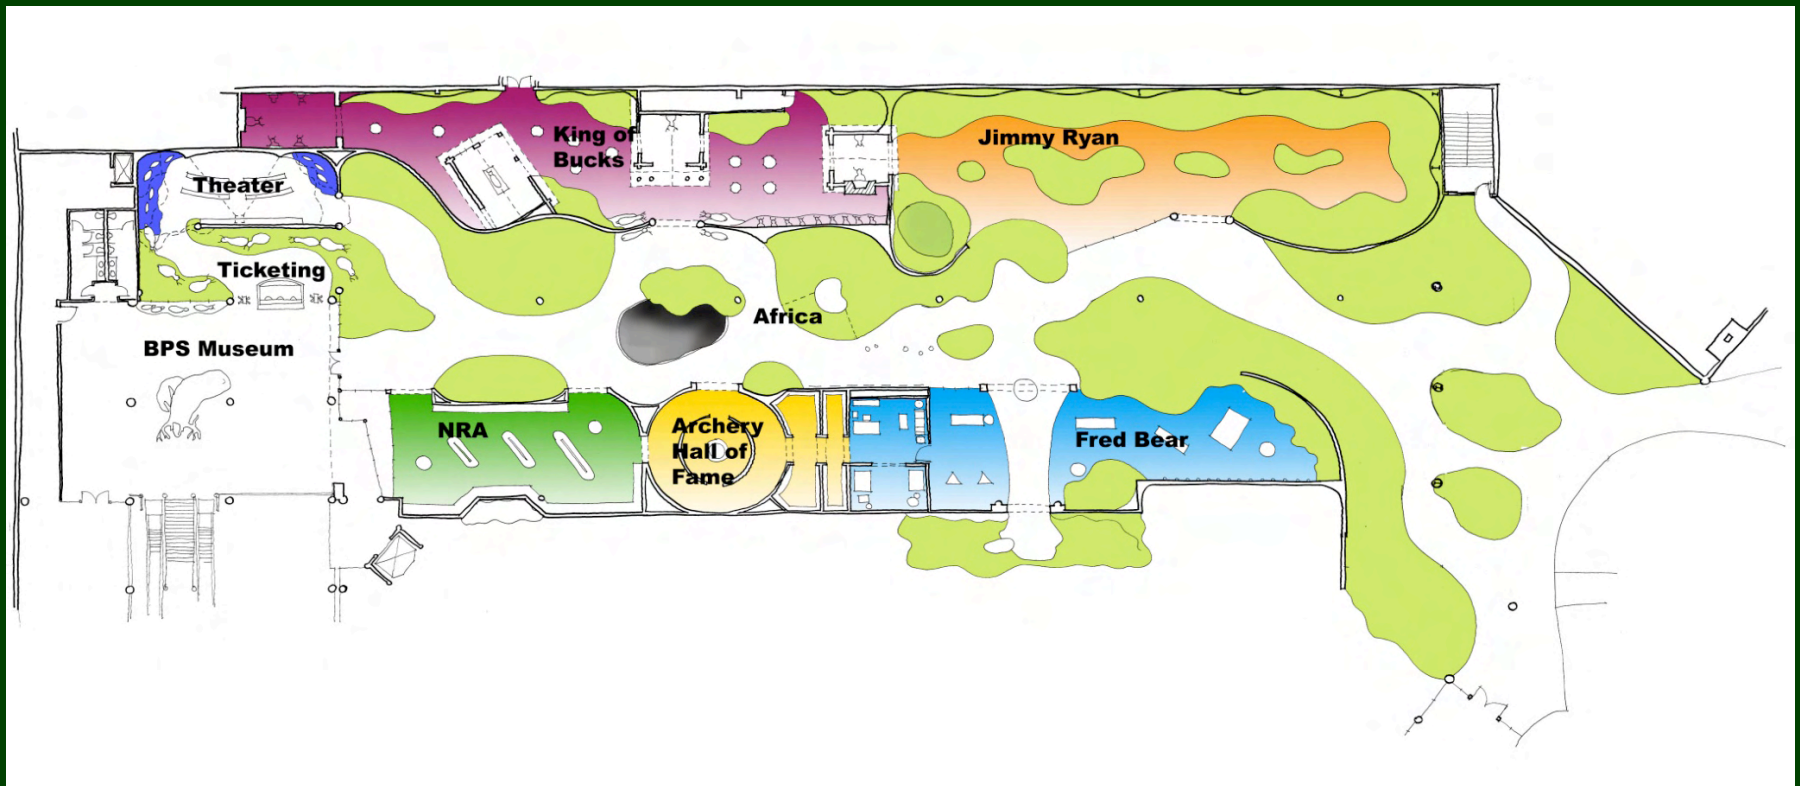 King of
Bucks
Jimmy Ryan
Theater
Ticketing
Africa
BPS Museum
NRA
Archery
Hall of
Fame
Fred Bear